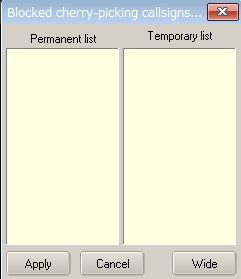 Blocked cherry-picking callsigns...
Permanent list
Temporary list
Apply
Cancel
Wide